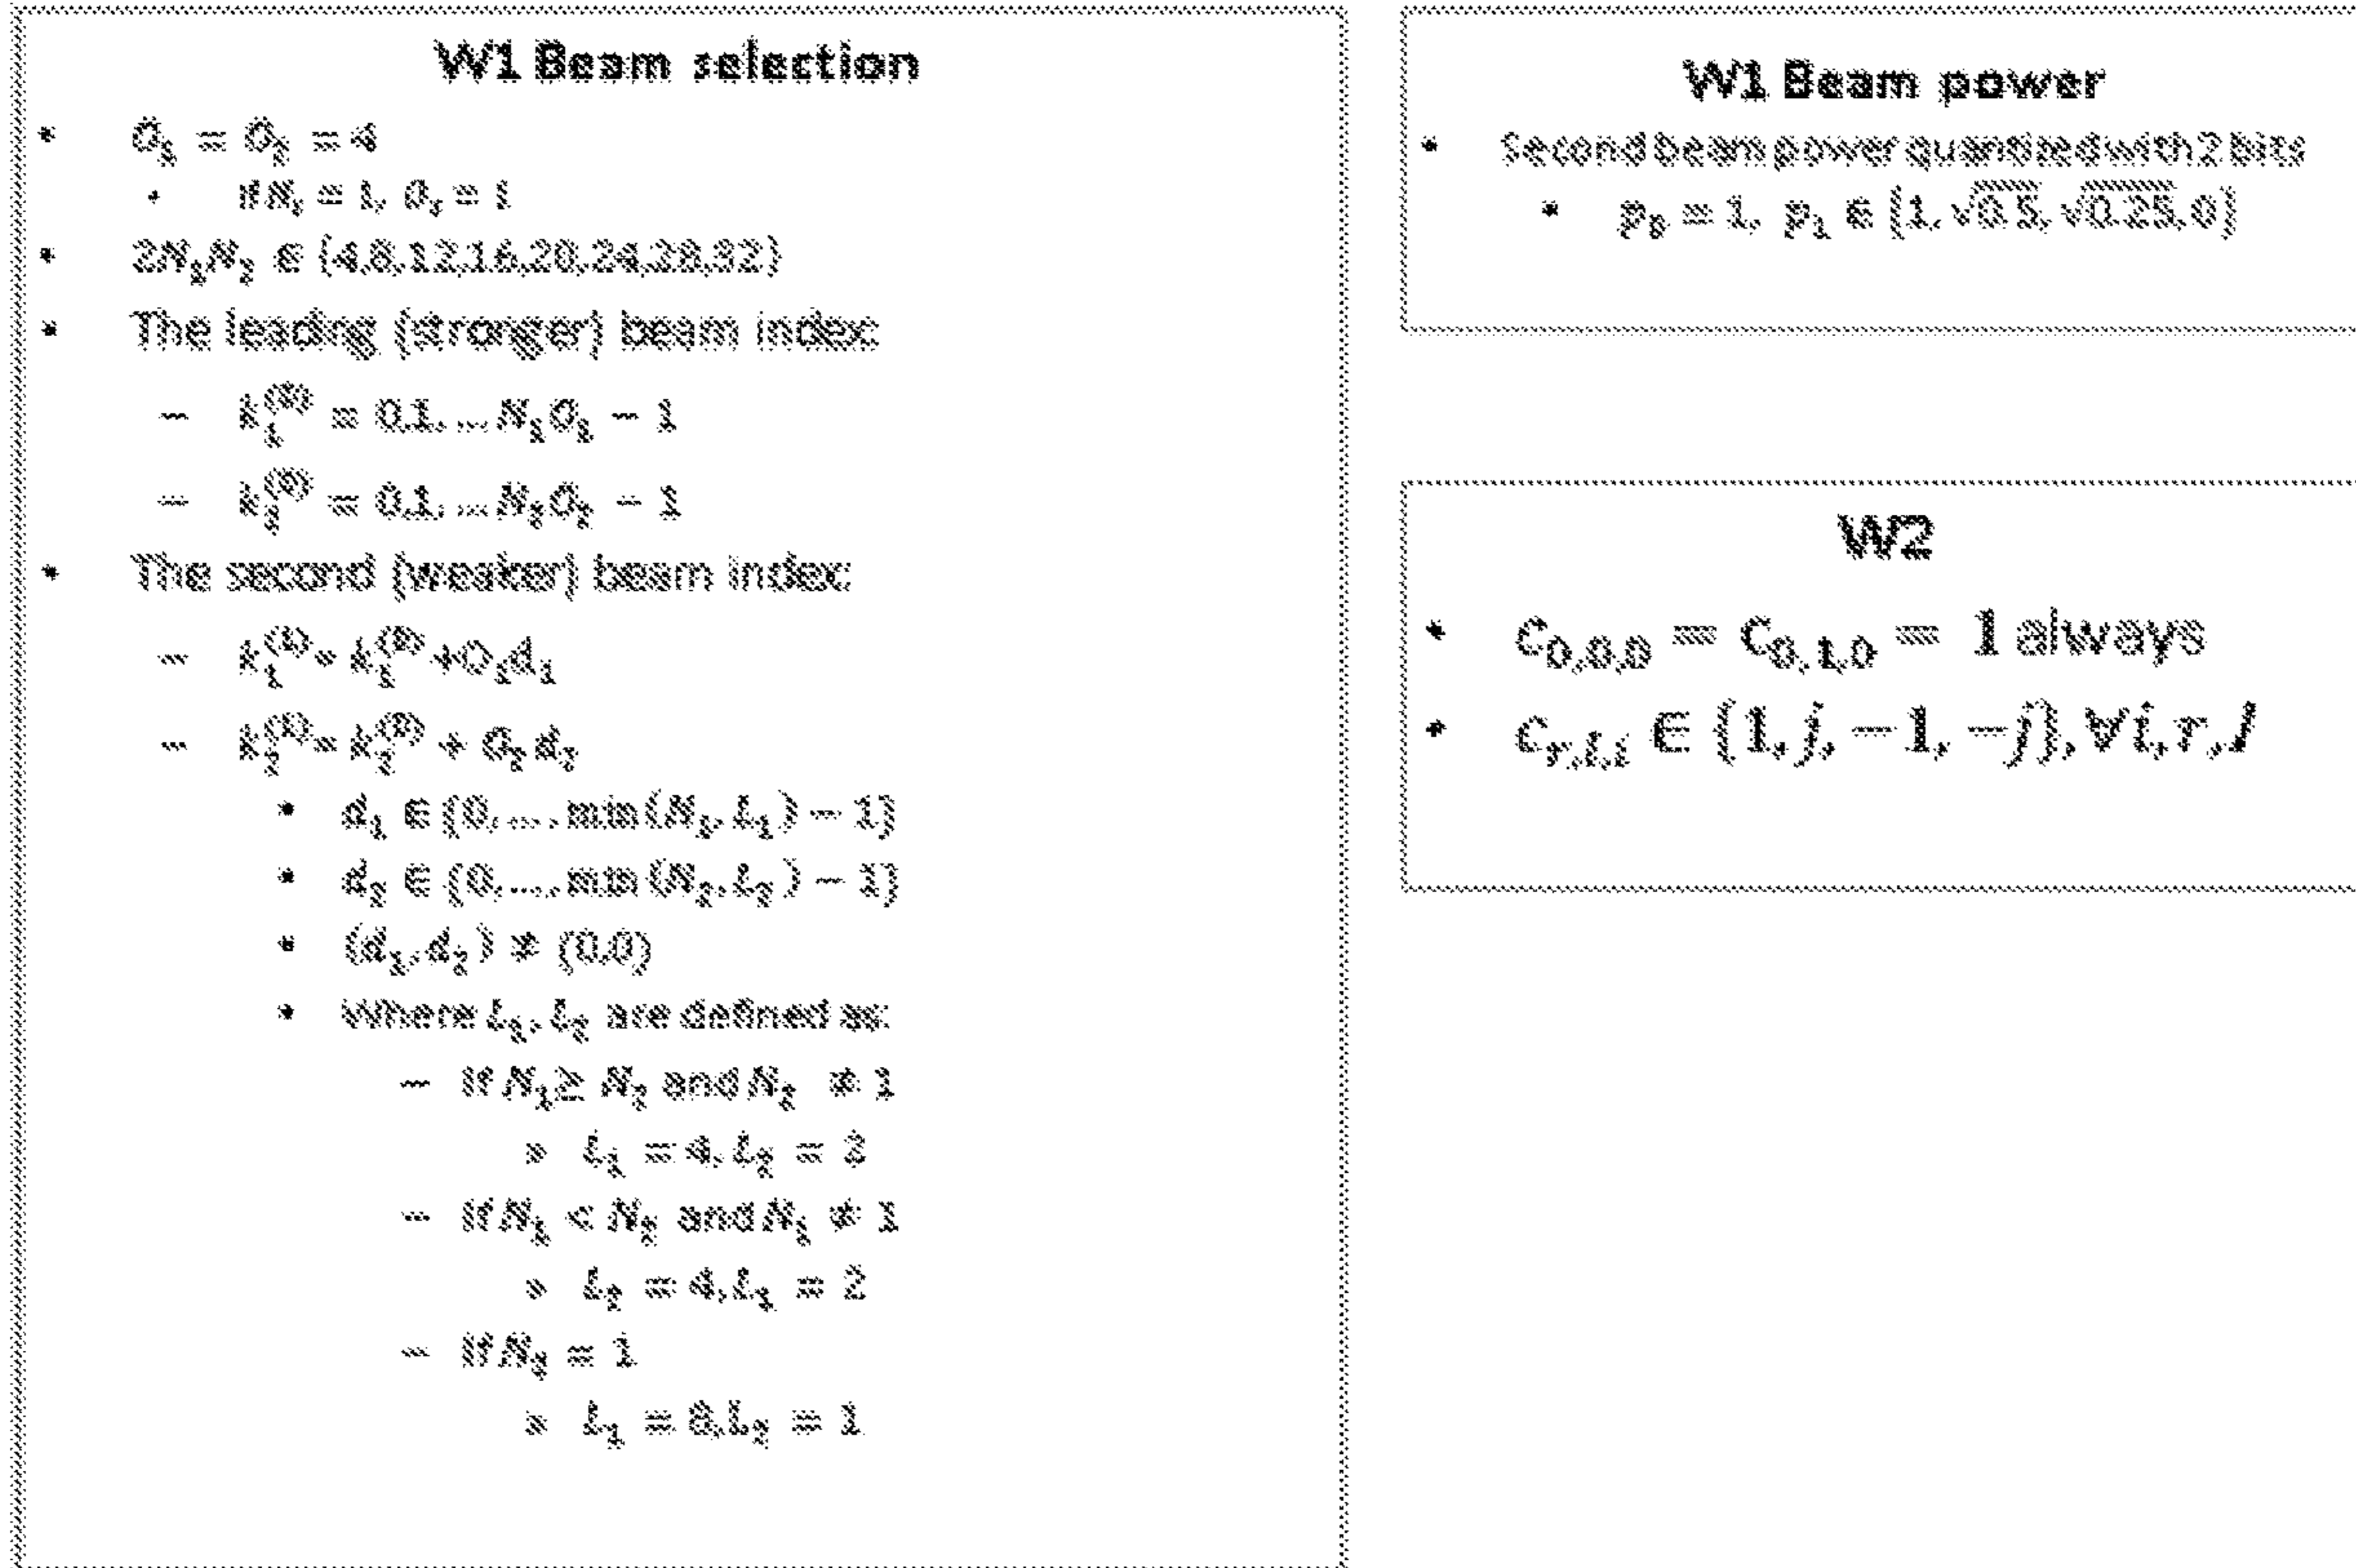 W1 Beam selection
• O₁ = O₂ = 4
• If Nᵢ = 1, Oᵢ = 1
• 2N₁N₂ ∈ {4,8,12,16,20,24,28,32}
• The leading (stronger) beam index:
– k₁⁽⁰⁾ = 0,1, ... N₁O₁ − 1
– k₂⁽⁰⁾ = 0,1, ... N₂O₂ − 1
• The second (weaker) beam index:
– k₁⁽¹⁾= k₁⁽⁰⁾ +O₁d₁
– k₂⁽¹⁾= k₂⁽⁰⁾ + O₂d₂
• d₁ ∈ {0, ... , min(N₁, L₁) − 1}
• d₂ ∈ {0, ... , min(N₂, L₂) − 1}
• (d₁, d₂) ≠ (0,0)
• Where L₁, L₂ are defined as:
– If N₁ ≥ N₂ and N₂ ≠ 1
» L₁ = 4, L₂ = 2
– If N₁ < N₂ and N₁ ≠ 1
» L₂ = 4, L₁ = 2
– If N₂ = 1
» L₁ = 8, L₂ = 1
W1 Beam power
• Second beam power quantized with 2 bits
• p₀ = 1, p₁ ∈ {1, √0.5, √0.25, 0}
W2
• c₀,₀,₀ = c₀,₁,₀ = 1 always
• c_{r,l,i} ∈ {1, j, −1, −j}, ∀i, r, l